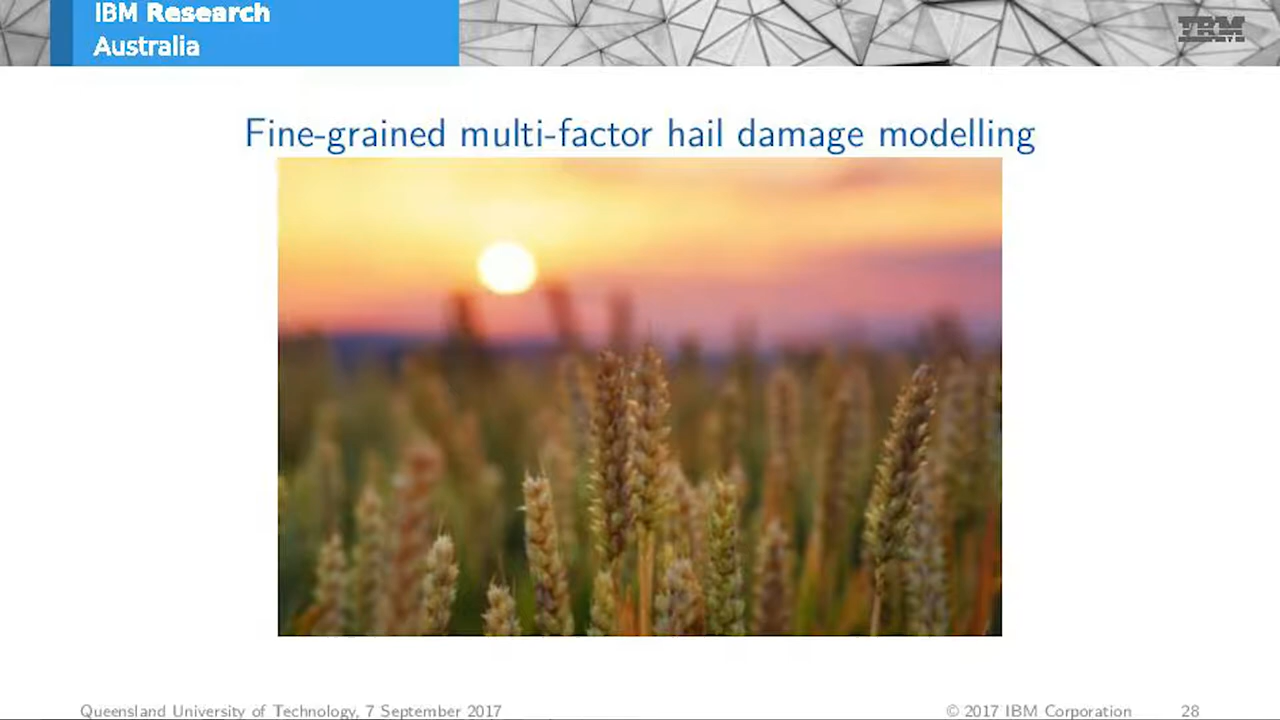 IBM Research
Australia
IBM
Fine-grained multi-factor hail damage modelling
Queensland University of Technology, 7 September 2017
© 2017 IBM Corporation
28